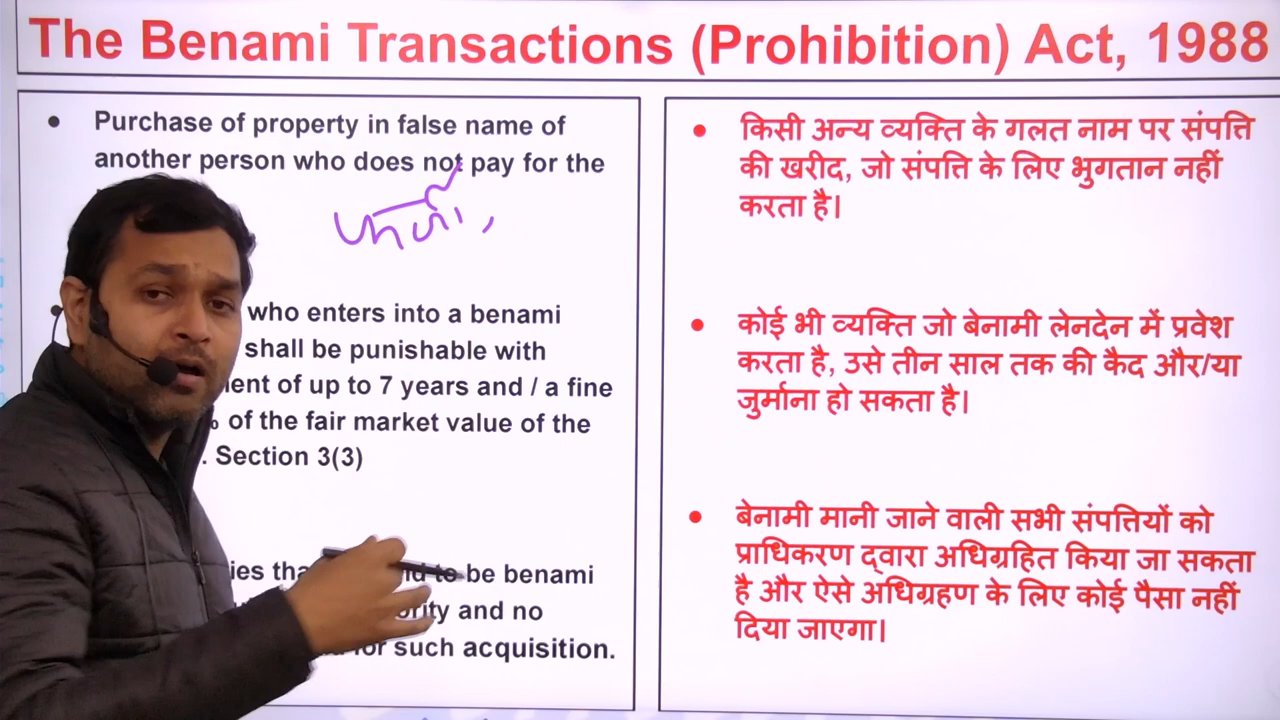 The Benami Transactions (Prohibition) Act, 1988
Purchase of property in false name of
another person who does not pay for the
who enters into a benami
shall be punishable with
of up to 7 years and / a fine
of the fair market value of the
. Section 3(3)
be benami
and no
for such acquisition.
किसी अन्य व्यक्ति के गलत नाम पर संपत्ति
की खरीद, जो संपत्ति के लिए भुगतान नहीं
करता है।
कोई भी व्यक्ति जो बेनामी लेनदेन में प्रवेश
करता है, उसे तीन साल तक की कैद और/या
जुर्माना हो सकता है।
बेनामी मानी जाने वाली सभी संपत्तियों को
प्राधिकरण द्वारा अधिग्रहित किया जा सकता
है और ऐसे अधिग्रहण के लिए कोई पैसा नहीं
दिया जाएगा।